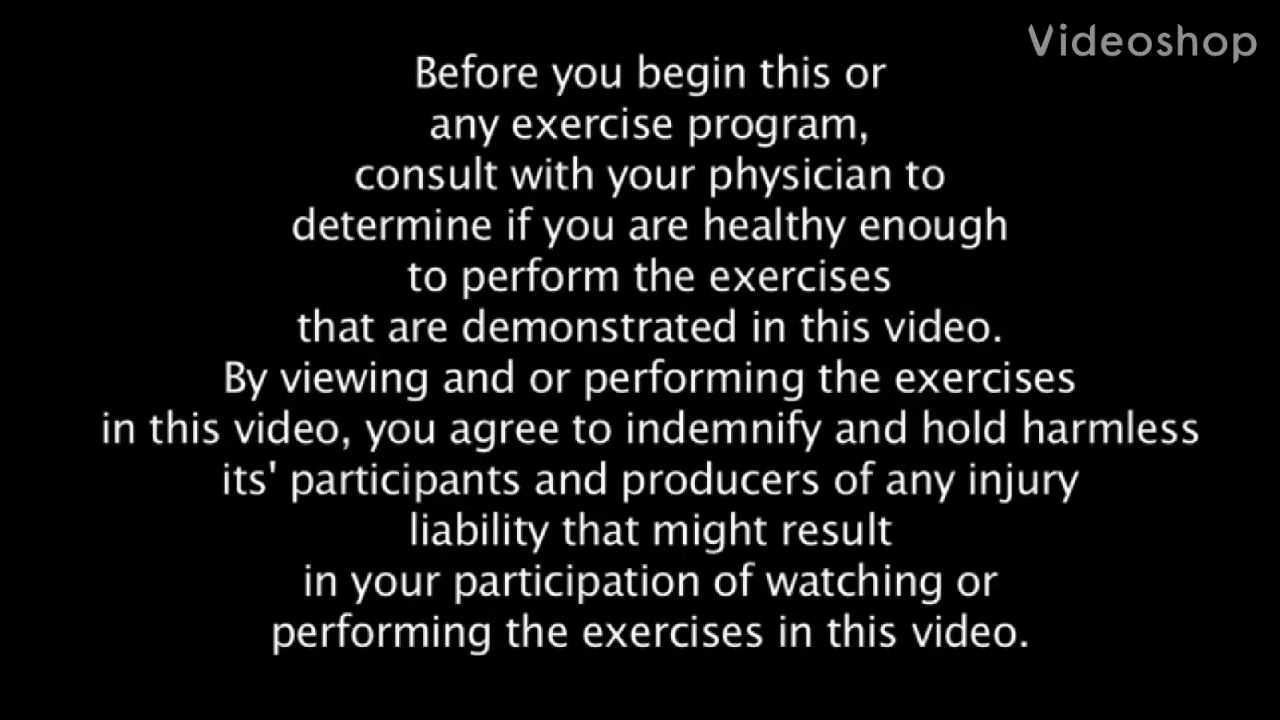 Videoshop
Before you begin this or
any exercise program,
consult with your physician to
determine if you are healthy enough
to perform the exercises
that are demonstrated in this video.
By viewing and or performing the exercises
in this video, you agree to indemnify and hold harmless
its' participants and producers of any injury
liability that might result
in your participation of watching or
performing the exercises in this video.